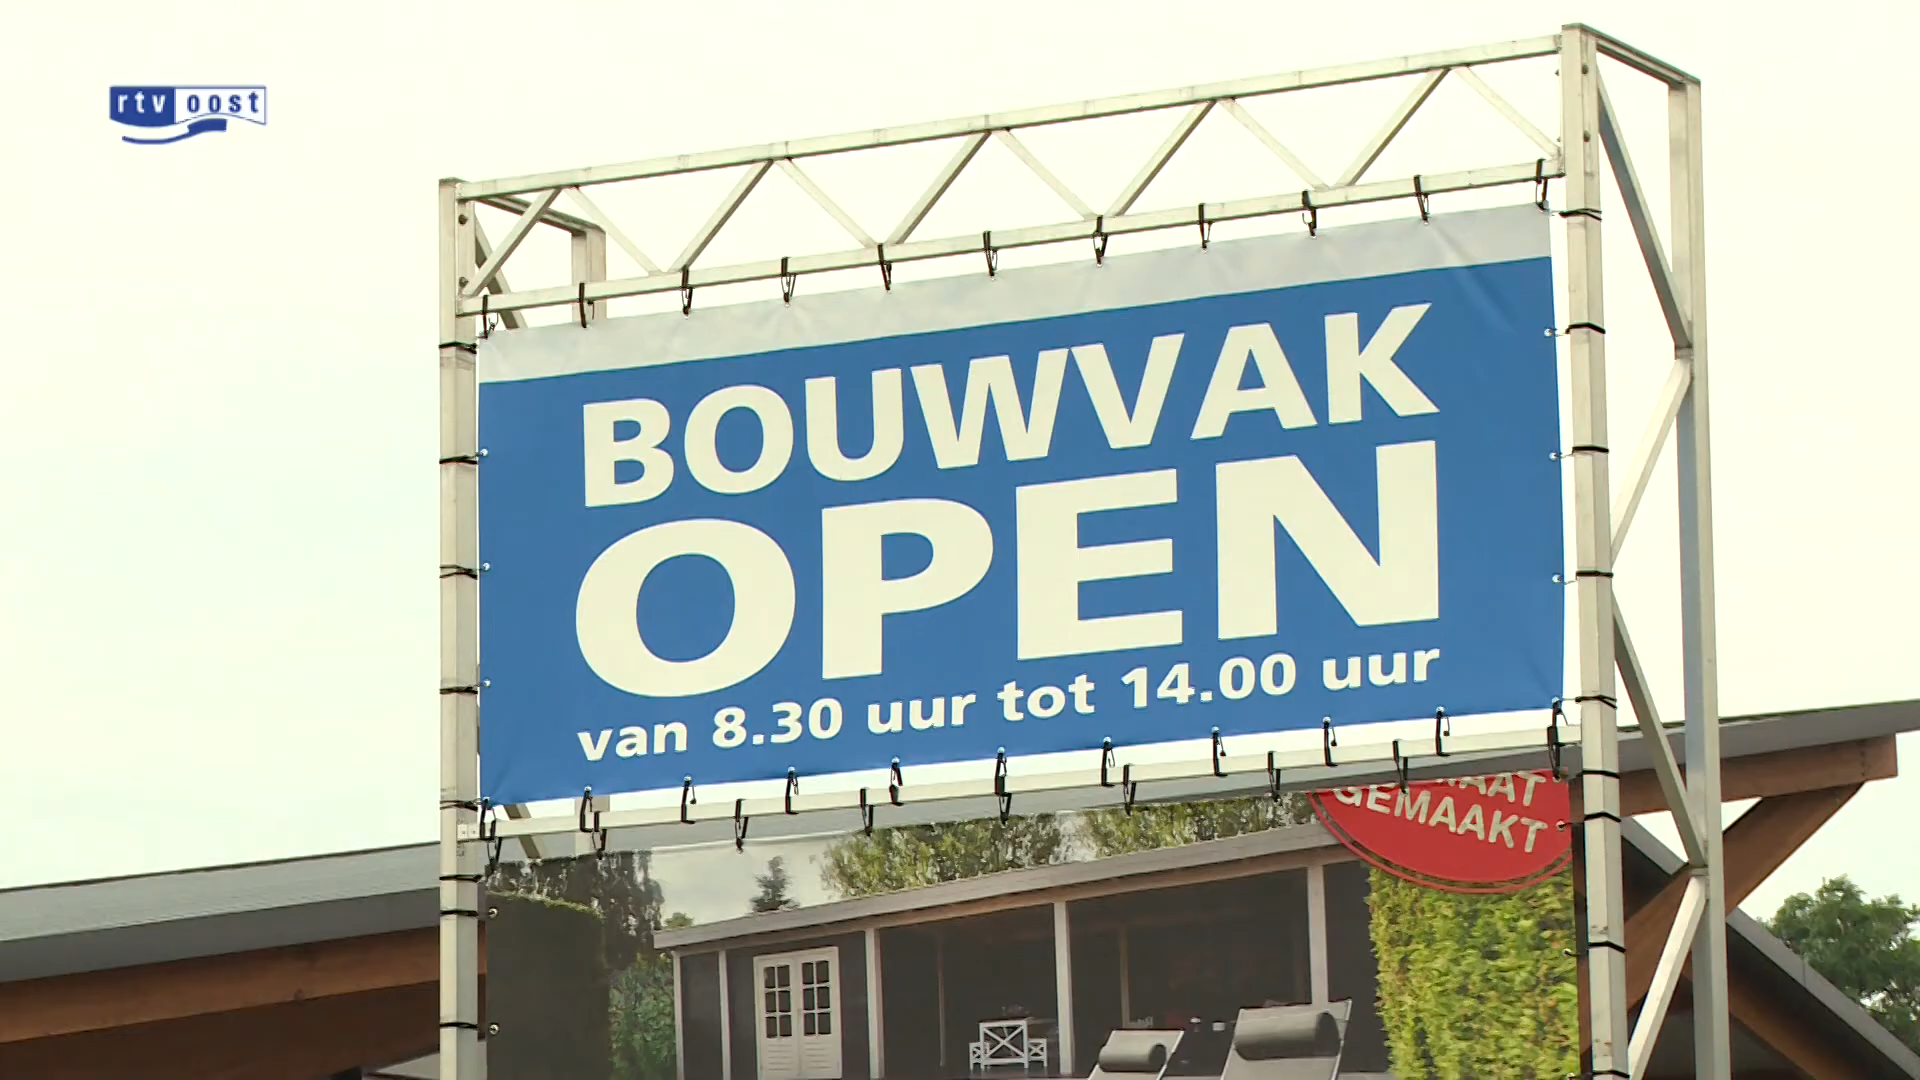 rtv oost
BOUWVAK
OPEN
van 8.30 uur tot 14.00 uur
GEMAAKT